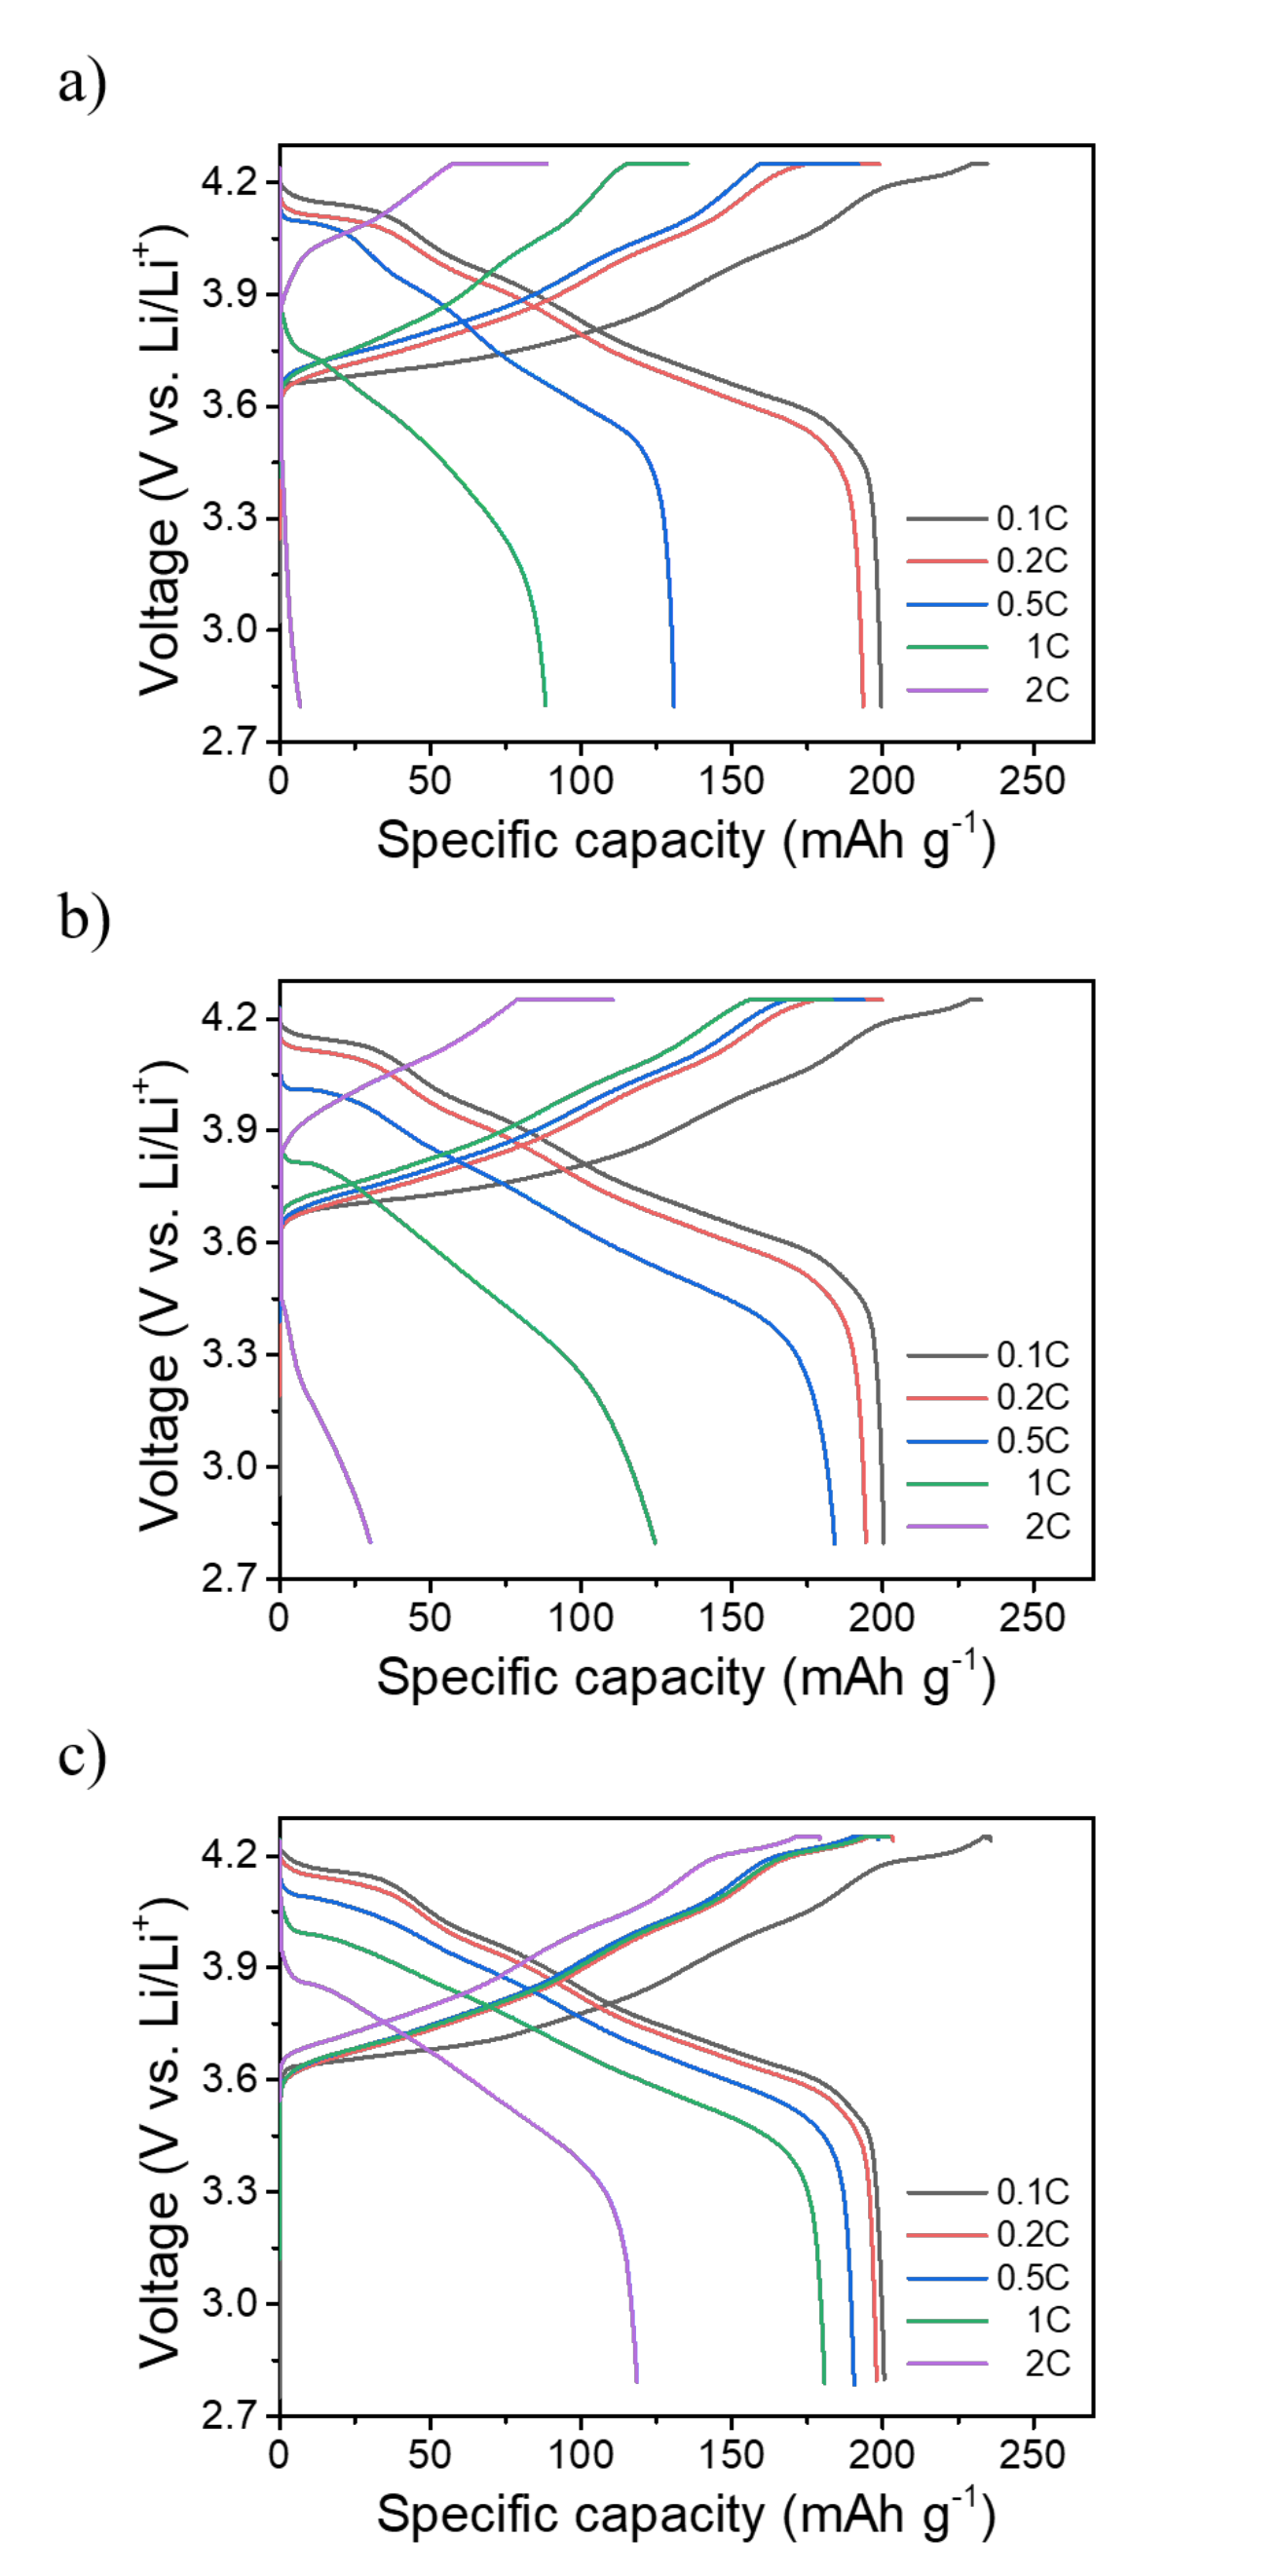 a)
Voltage (V vs. Li/Li⁺)
4.2
3.9
3.6
3.3
3.0
2.7
0.1C
0.2C
0.5C
1C
2C
0 50 100 150 200 250
Specific capacity (mAh g⁻¹)
b)
Voltage (V vs. Li/Li⁺)
4.2
3.9
3.6
3.3
3.0
2.7
0.1C
0.2C
0.5C
1C
2C
0 50 100 150 200 250
Specific capacity (mAh g⁻¹)
c)
Voltage (V vs. Li/Li⁺)
4.2
3.9
3.6
3.3
3.0
2.7
0.1C
0.2C
0.5C
1C
2C
0 50 100 150 200 250
Specific capacity (mAh g⁻¹)